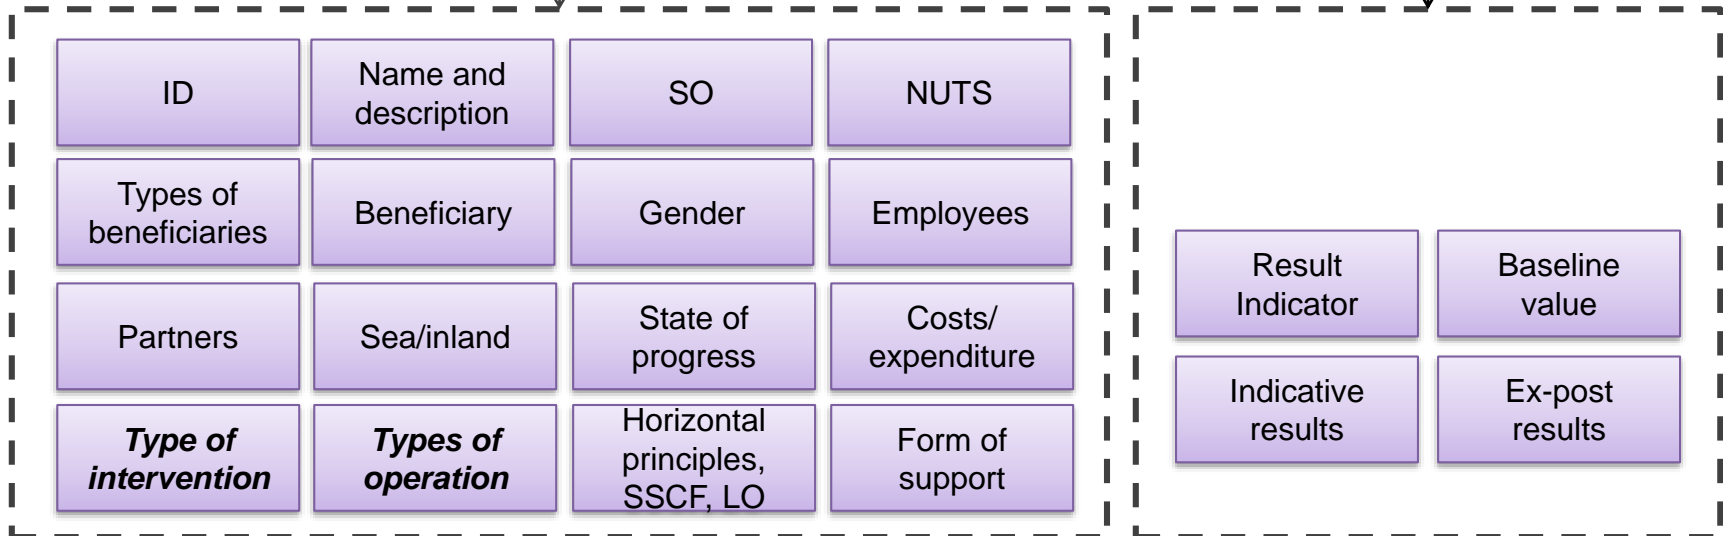 ID
Name and
description
SO
NUTS
Types of
beneficiaries
Beneficiary
Gender
Employees
Partners
Sea/inland
State of
progress
Costs/
expenditure
Type of
intervention
Types of
operation
Horizontal
principles,
SSCF, LO
Form of
support
Result
Indicator
Baseline
value
Indicative
results
Ex-post
results